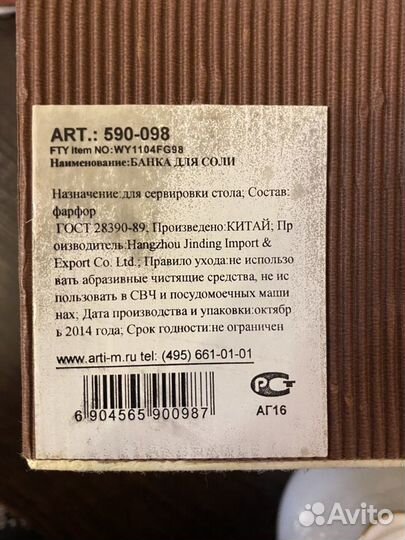 ART.: 590-098
FTY item NO:WY1104FG98
Наименование:БАНКА ДЛЯ СОЛИ
Назначение:для сервировки стола; Состав:
фарфор
ГОСТ 28390-89; Произведено:КИТАЙ; Пр
оизводитель:Hangzhou Jinding Import &
Export Co. Ltd.; Правило ухода:не использо
вать абразивные чистящие средства, не ис
пользовать в СВЧ и посудомоечных маши
нах; Дата производства и упаковки:октябр
ь 2014 года; Срок годности:не ограничен
www.arti-m.ru tel: (495) 661-01-01
6 904565 900987
РСТ
АГ16
Avito